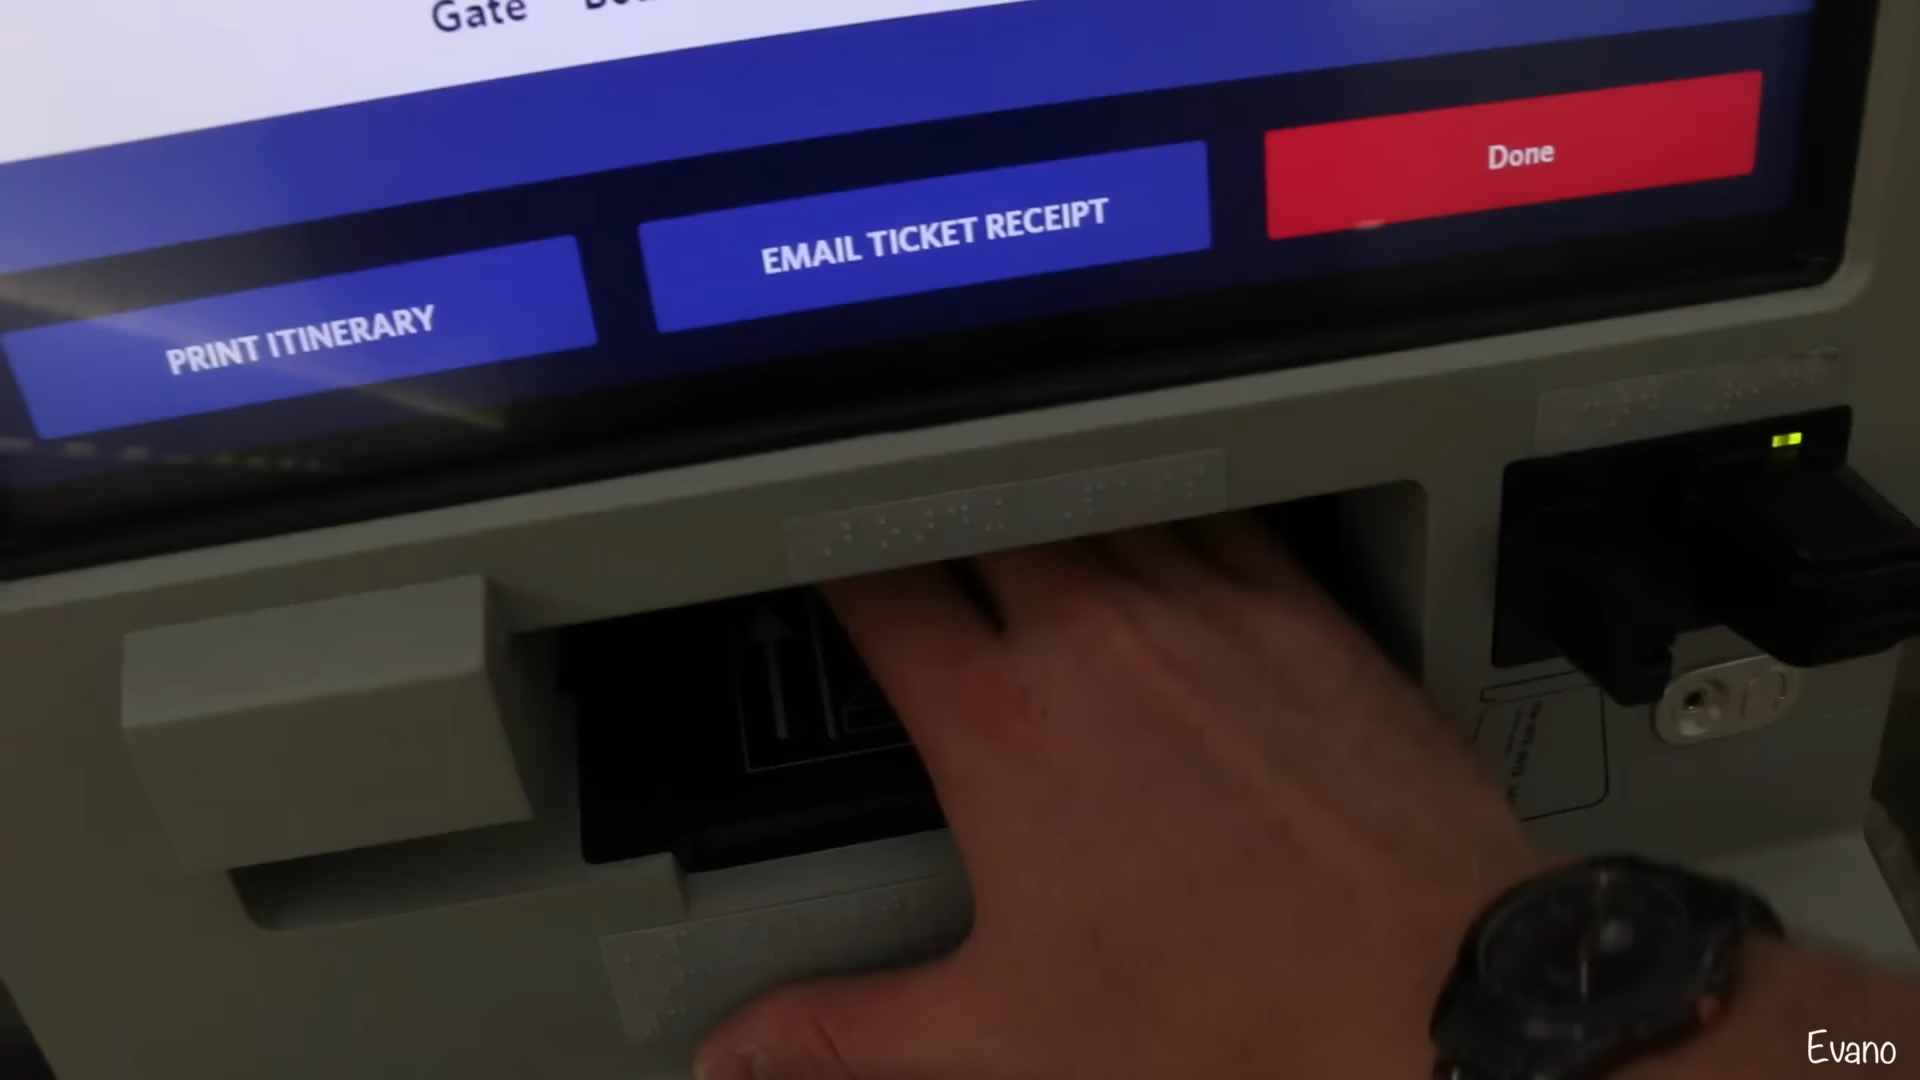 Gate
Done
EMAIL TICKET RECEIPT
PRINT ITINERARY
Evano